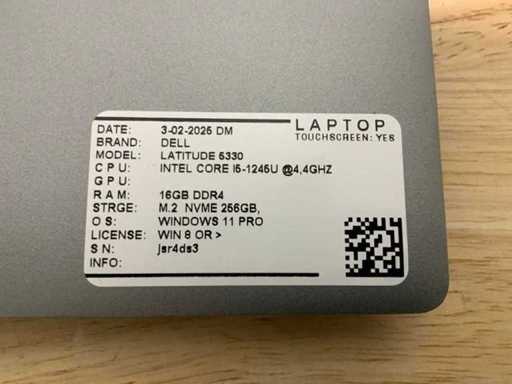 LAPTOP
TOUCHSCREEN: YES
DATE: 3-02-2025 DM
BRAND: DELL
MODEL: LATITUDE 5330
CPU: INTEL CORE I5-1245U @4,4GHZ
GPU:
RAM: 16GB DDR4
STRGE: M.2 NVME 256GB,
OS: WINDOWS 11 PRO
LICENSE: WIN 8 OR >
SN: jsr4ds3
INFO: